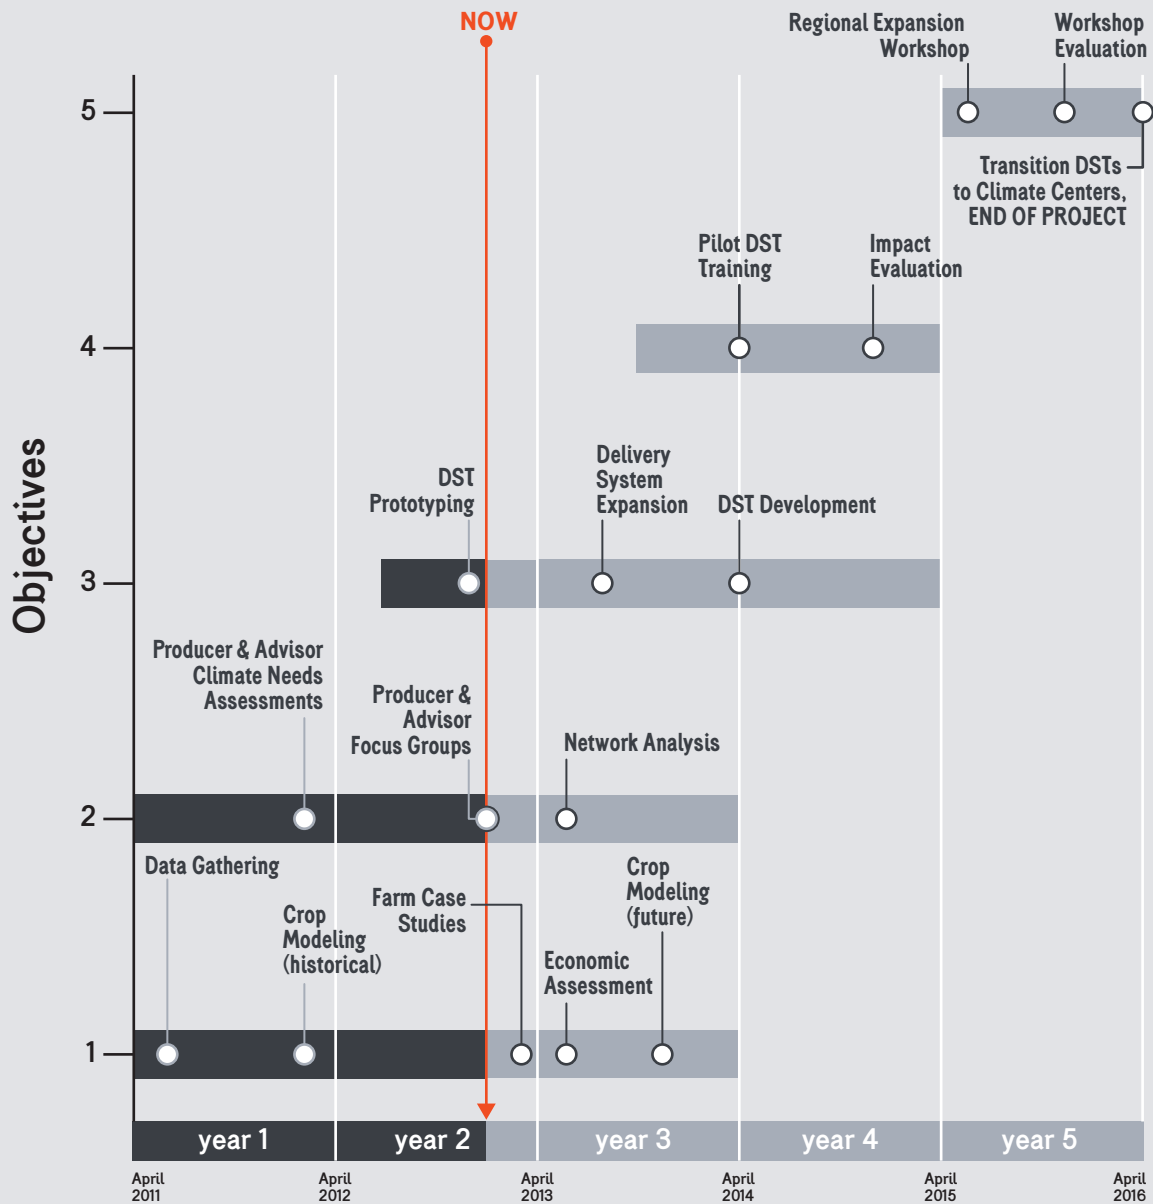 NOW
Regional Expansion
Workshop
Workshop
Evaluation
5
Transition DSTs
to Climate Centers,
END OF PROJECT
Pilot DST
Training
Impact
Evaluation
4
Objectives
DST
Prototyping
Delivery
System
Expansion
DST Development
3
Producer & Advisor
Climate Needs
Assessments
Producer &
Advisor
Focus Groups
Network Analysis
2
Data Gathering
Crop
Modeling
(historical)
Farm Case
Studies
Economic
Assessment
Crop
Modeling
(future)
1
year 1
year 2
year 3
year 4
year 5
April
2011
April
2012
April
2013
April
2014
April
2015
April
2016